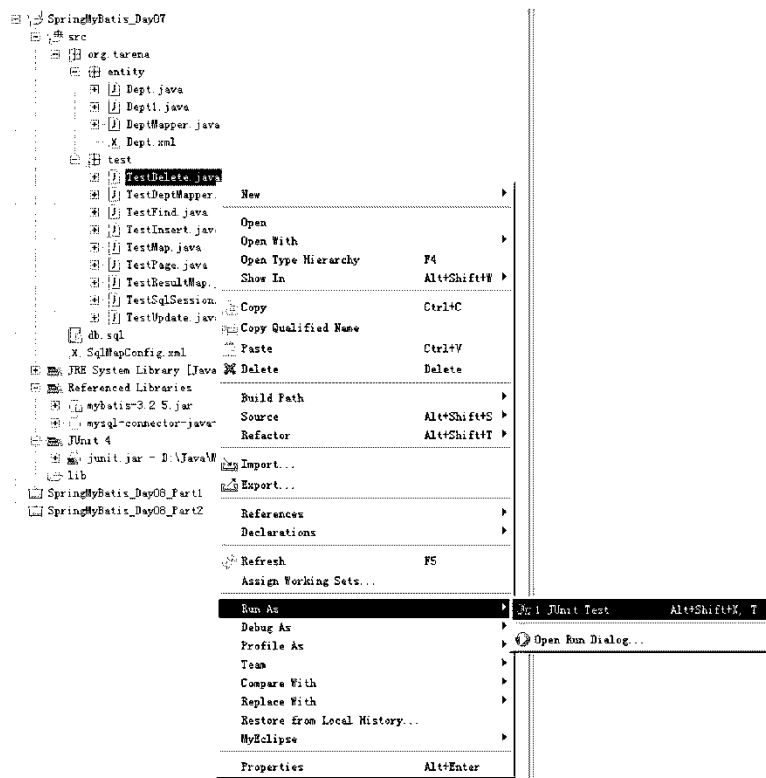 SpringMyBatis_Day07
src
org.tarena
entity
Dept.java
Dept1.java
DeptMapper.java
Dept.xml
test
TestDelete.java
TestDeptMapper.
TestFind.java
TestInsert.jav
TestMap.java
TestPage.java
TestResultMap.
TestSqlSession.
TestUpdate.jav
db.sql
SqlMapConfig.xml
JRE System Library [Java
Referenced Libraries
mybatis-3.2.5.jar
mysql-connector-java-
JUnit 4
junit.jar - D:\Java\M
lib
SpringMyBatis_Day08_Part1
SpringMyBatis_Day08_Part2
New
Open
Open With
Open Type Hierarchy F4
Show In Alt+Shift+W
Copy Ctrl+C
Copy Qualified Name
Paste Ctrl+V
Delete Delete
Build Path
Source Alt+Shift+S
Refactor Alt+Shift+T
Import...
Export...
References
Declarations
Refresh F5
Assign Working Sets...
Run As
Debug As
Profile As
Team
Compare With
Replace With
Restore from Local History...
MyEclipse
Properties Alt+Enter
1 JUnit Test Alt+Shift+X, T
Open Run Dialog...